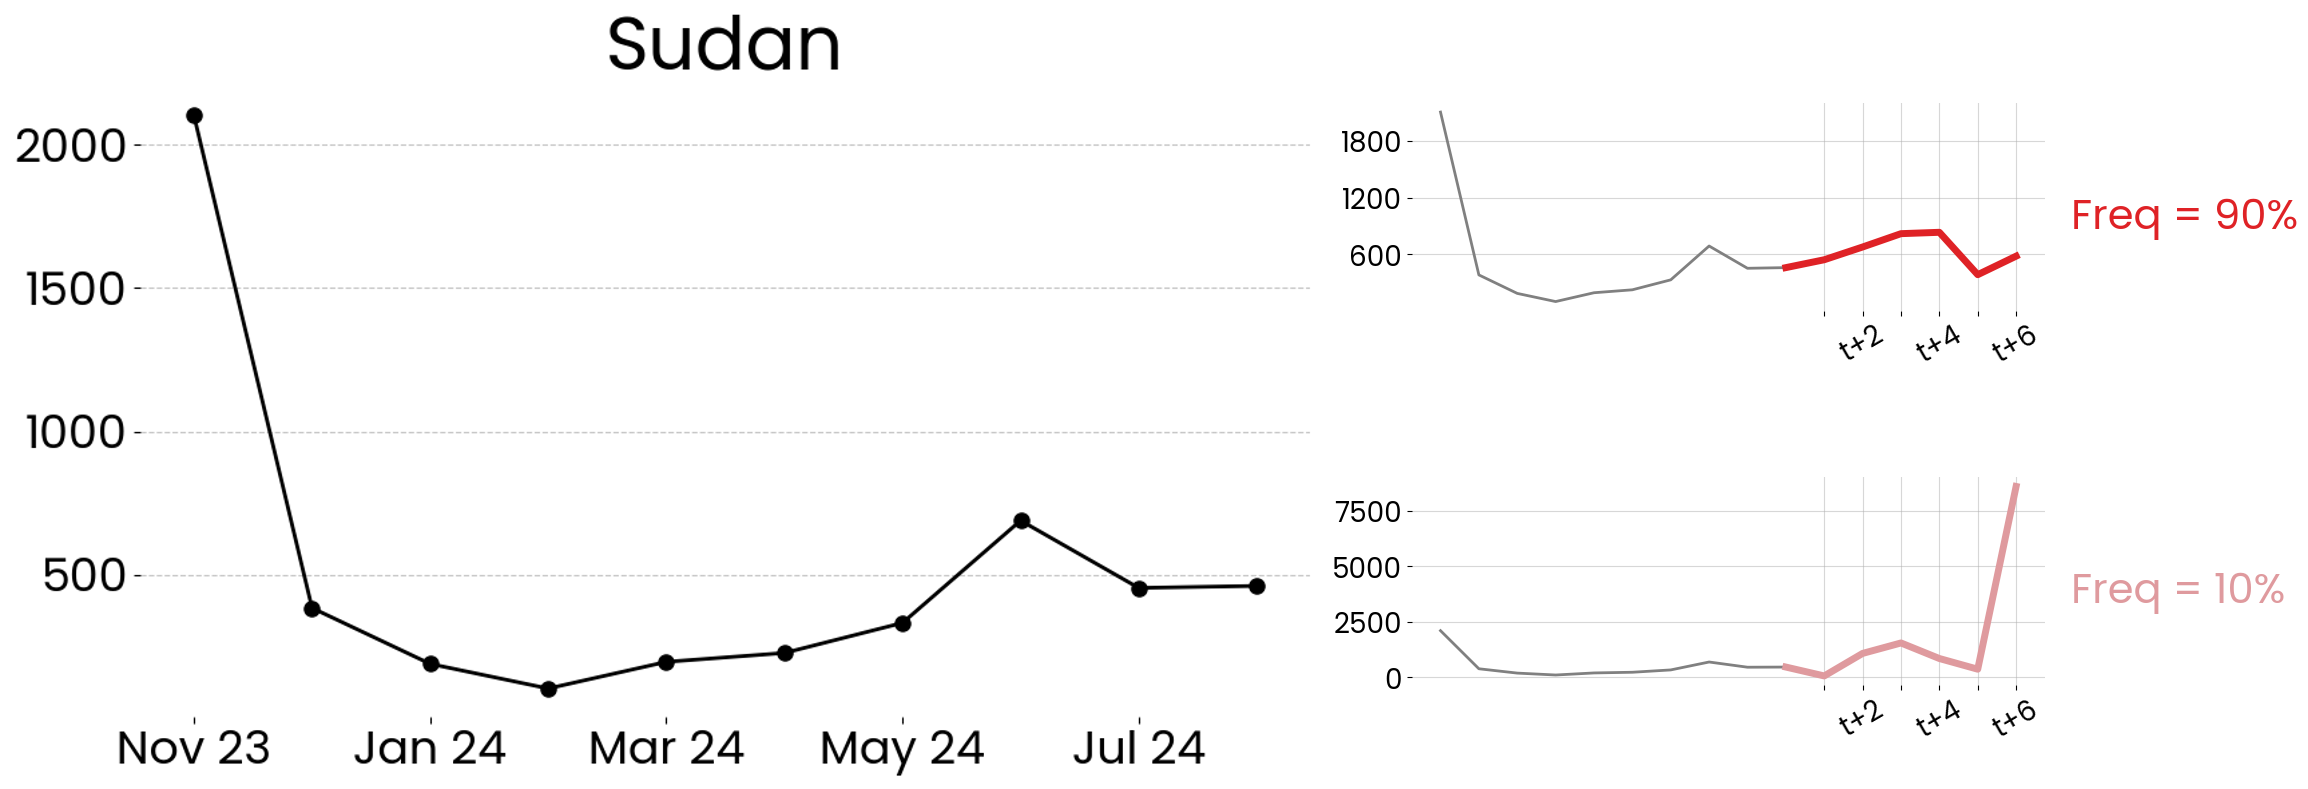 Sudan
2000
1500
1000
500
Nov 23
Jan 24
Mar 24
May 24
Jul 24
1800
1200
600
t+2
t+4
t+6
Freq = 90%
7500
5000
2500
0
t+2
t+4
t+6
Freq = 10%